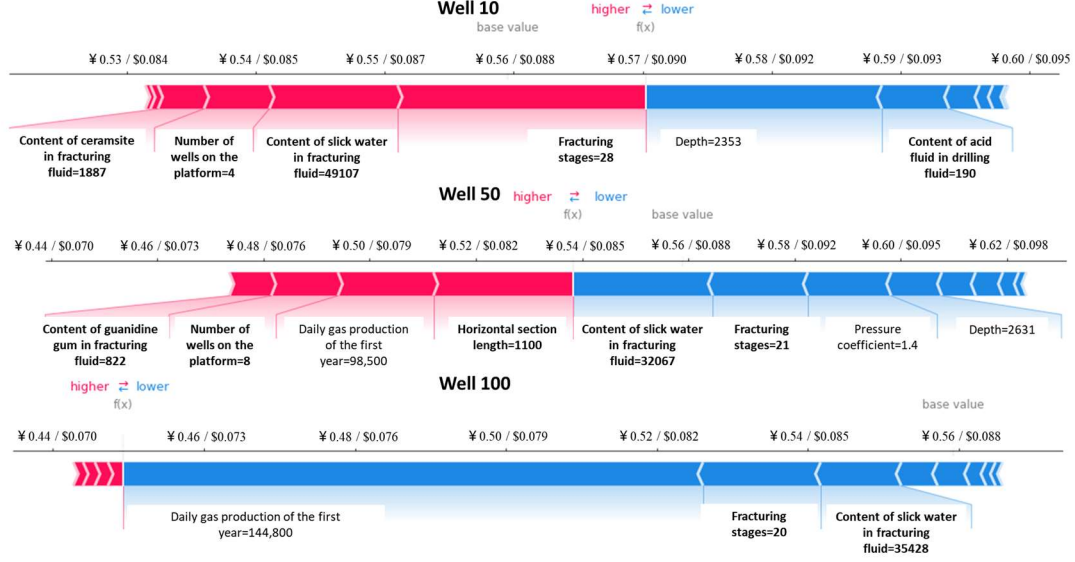 Well 10
higher ⇄ lower
base value f(x)
¥ 0.53 / $0.084 ¥ 0.54 / $0.085 ¥ 0.55 / $0.087 ¥ 0.56 / $0.088 ¥ 0.57 / $0.090 ¥ 0.58 / $0.092 ¥ 0.59 / $0.093 ¥ 0.60 / $0.095
Content of ceramsite
in fracturing
fluid=1887
Number of
wells on the
platform=4
Content of slick water
in fracturing
fluid=49107
Fracturing
stages=28
Depth=2353
Content of acid
fluid in drilling
fluid=190
Well 50
higher ⇄ lower
f(x) base value
¥ 0.44 / $0.070 ¥ 0.46 / $0.073 ¥ 0.48 / $0.076 ¥ 0.50 / $0.079 ¥ 0.52 / $0.082 ¥ 0.54 / $0.085 ¥ 0.56 / $0.088 ¥ 0.58 / $0.092 ¥ 0.60 / $0.095 ¥ 0.62 / $0.098
Content of guanidine
gum in fracturing
fluid=822
Number of
wells on the
platform=8
Daily gas production
of the first
year=98,500
Horizontal section
length=1100
Content of slick water
in fracturing
fluid=32067
Fracturing
stages=21
Pressure
coefficient=1.4
Depth=2631
Well 100
higher ⇄ lower
f(x) base value
¥ 0.44 / $0.070 ¥ 0.46 / $0.073 ¥ 0.48 / $0.076 ¥ 0.50 / $0.079 ¥ 0.52 / $0.082 ¥ 0.54 / $0.085 ¥ 0.56 / $0.088
Daily gas production of the first
year=144,800
Fracturing
stages=20
Content of slick water
in fracturing
fluid=35428